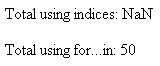 Total using indices: NaN
Total using for...in: 50